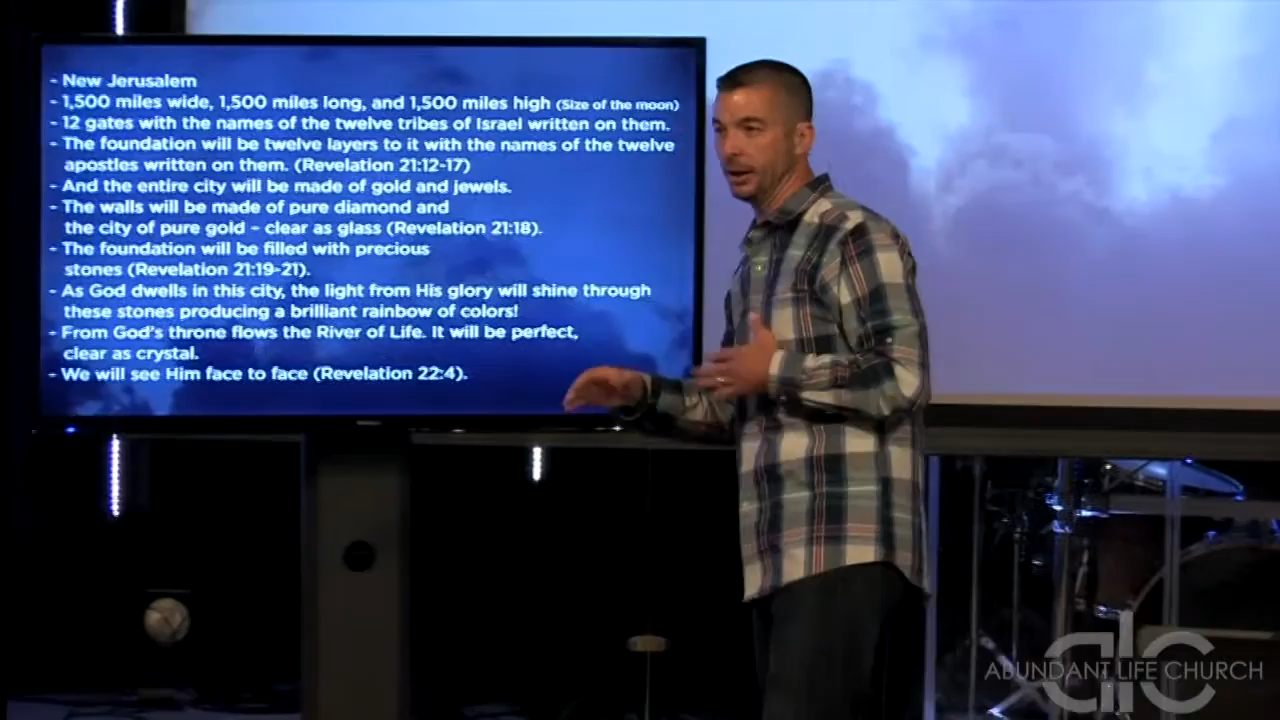 - New Jerusalem
- 1,500 miles wide, 1,500 miles long, and 1,500 miles high (Size of the moon)
- 12 gates with the names of the twelve tribes of Israel written on them.
- The foundation will be twelve layers to it with the names of the twelve
apostles written on them. (Revelation 21:12-17)
- And the entire city will be made of gold and jewels.
- The walls will be made of pure diamond and
the city of pure gold - clear as glass (Revelation 21:18).
- The foundation will be filled with precious
stones (Revelation 21:19-21).
- As God dwells in this city, the light from His glory will shine through
these stones producing a brilliant rainbow of colors!
- From God's throne flows the River of Life. It will be perfect,
clear as crystal.
- We will see Him face to face (Revelation 22:4).
alc
ABUNDANT LIFE CHURCH